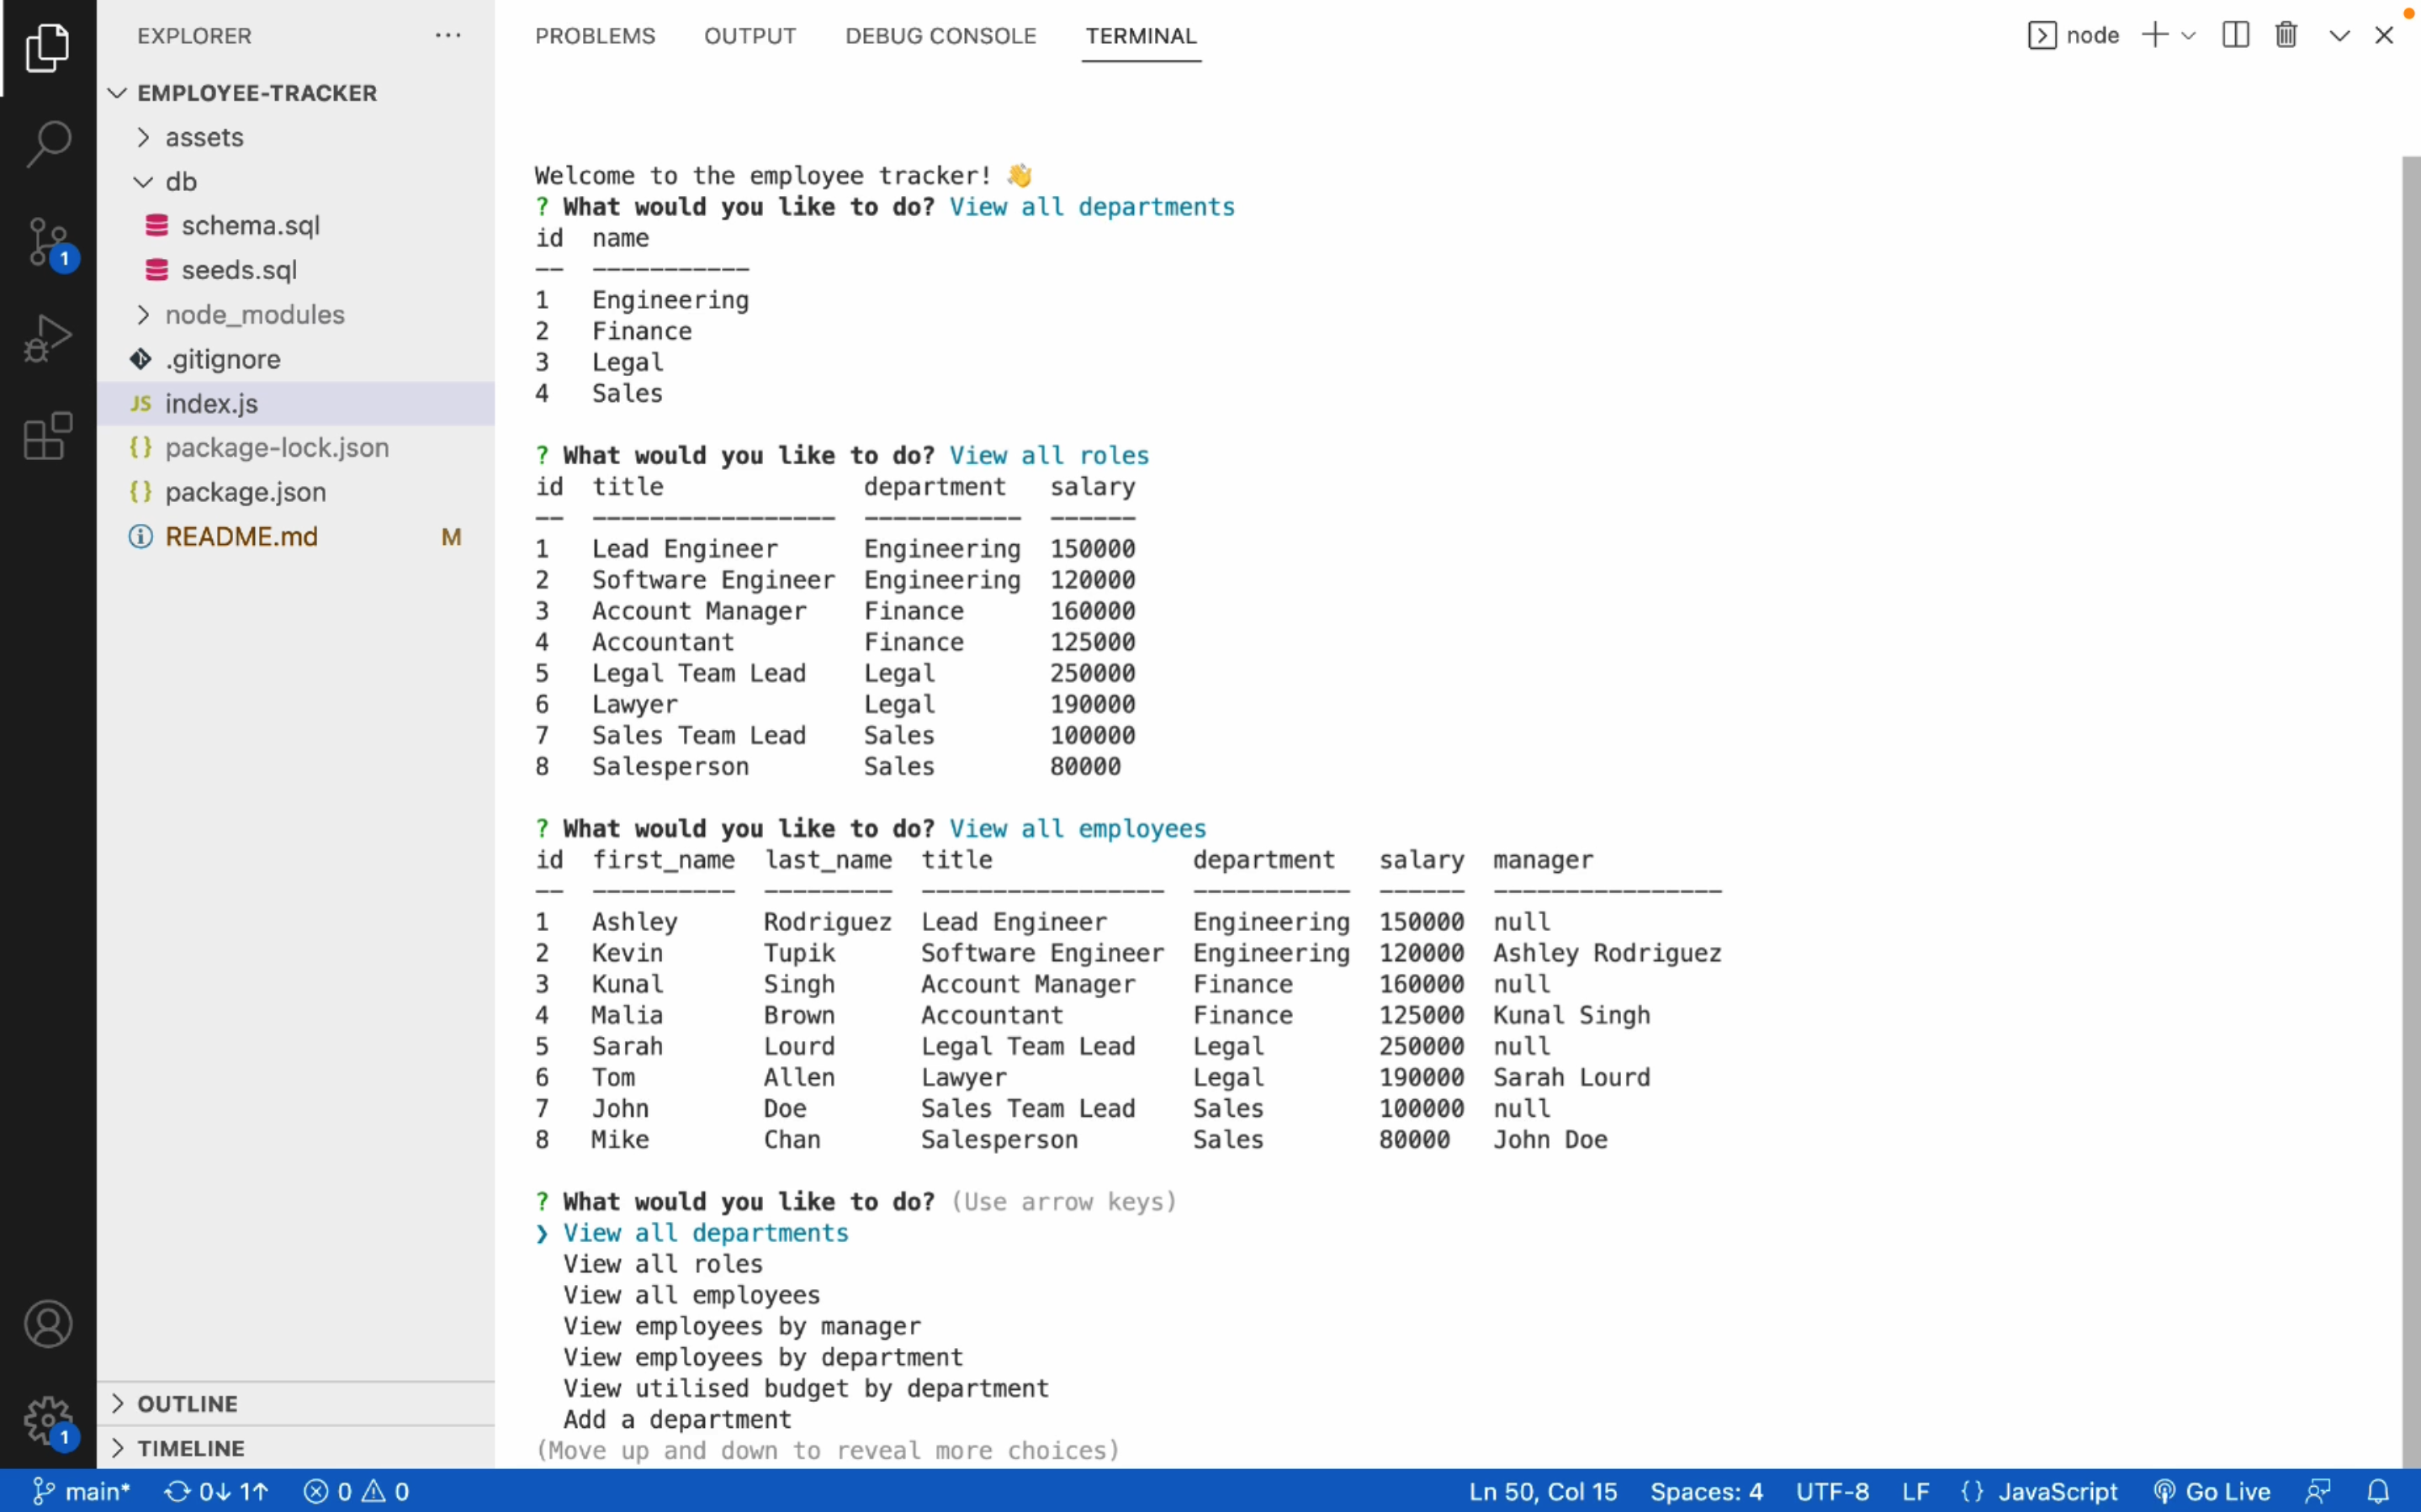 EXPLORER
EMPLOYEE-TRACKER
assets
db
schema.sql
seeds.sql
node_modules
.gitignore
JS index.js
{} package-lock.json
{} package.json
README.md M
OUTLINE
TIMELINE
1
1
PROBLEMS OUTPUT DEBUG CONSOLE TERMINAL
node
Welcome to the employee tracker! 👋
? What would you like to do? View all departments
id  name
--  -----------
1   Engineering
2   Finance
3   Legal
4   Sales
? What would you like to do? View all roles
id  title              department   salary
--  -----------------  -----------  ------
1   Lead Engineer      Engineering  150000
2   Software Engineer  Engineering  120000
3   Account Manager    Finance      160000
4   Accountant         Finance      125000
5   Legal Team Lead    Legal        250000
6   Lawyer             Legal        190000
7   Sales Team Lead    Sales        100000
8   Salesperson        Sales        80000
? What would you like to do? View all employees
id  first_name  last_name  title              department   salary  manager
--  ----------  ---------  -----------------  -----------  ------  ----------------
1   Ashley      Rodriguez  Lead Engineer      Engineering  150000  null
2   Kevin       Tupik      Software Engineer  Engineering  120000  Ashley Rodriguez
3   Kunal       Singh      Account Manager    Finance      160000  null
4   Malia       Brown      Accountant         Finance      125000  Kunal Singh
5   Sarah       Lourd      Legal Team Lead    Legal        250000  null
6   Tom         Allen      Lawyer             Legal        190000  Sarah Lourd
7   John        Doe        Sales Team Lead    Sales        100000  null
8   Mike        Chan       Salesperson        Sales        80000   John Doe
? What would you like to do? (Use arrow keys)
❯ View all departments
View all roles
View all employees
View employees by manager
View employees by department
View utilised budget by department
Add a department
(Move up and down to reveal more choices)
main* 0↓ 1↑ 0 0 Ln 50, Col 15 Spaces: 4 UTF-8 LF {} JavaScript Go Live